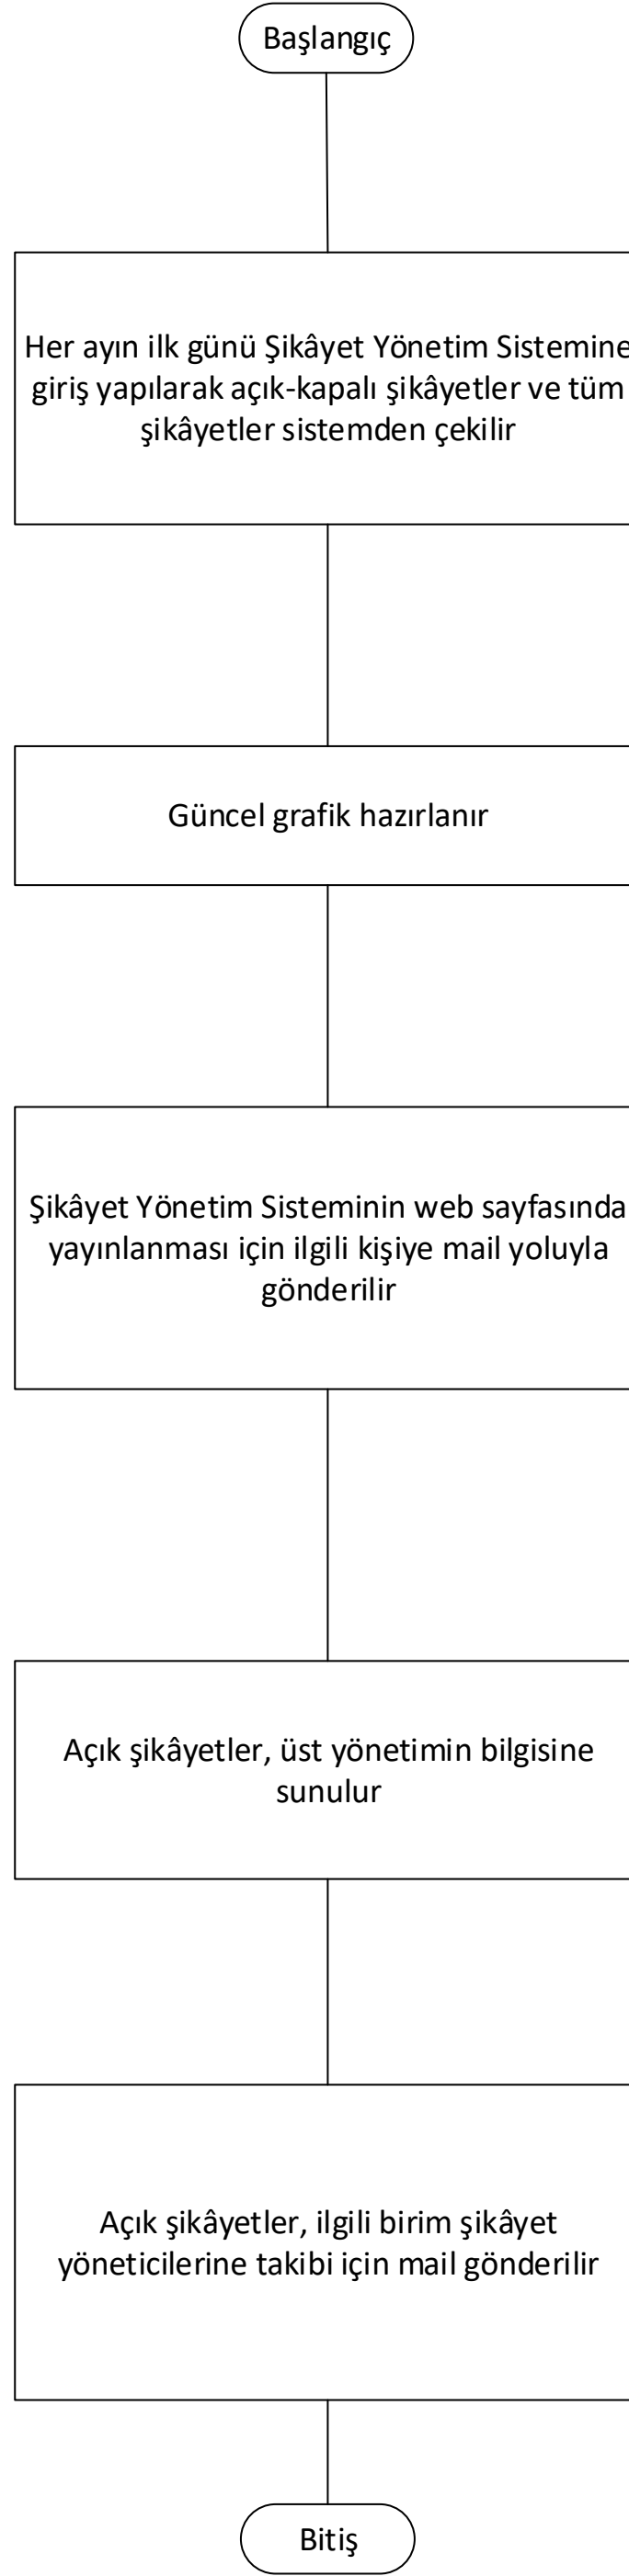 Başlangıç
Her ayın ilk günü Şikâyet Yönetim Sistemine
giriş yapılarak açık-kapalı şikâyetler ve tüm
şikâyetler sistemden çekilir
Güncel grafik hazırlanır
Şikâyet Yönetim Sisteminin web sayfasında
yayınlanması için ilgili kişiye mail yoluyla
gönderilir
Açık şikâyetler, üst yönetimin bilgisine
sunulur
Açık şikâyetler, ilgili birim şikâyet
yöneticilerine takibi için mail gönderilir
Bitiş